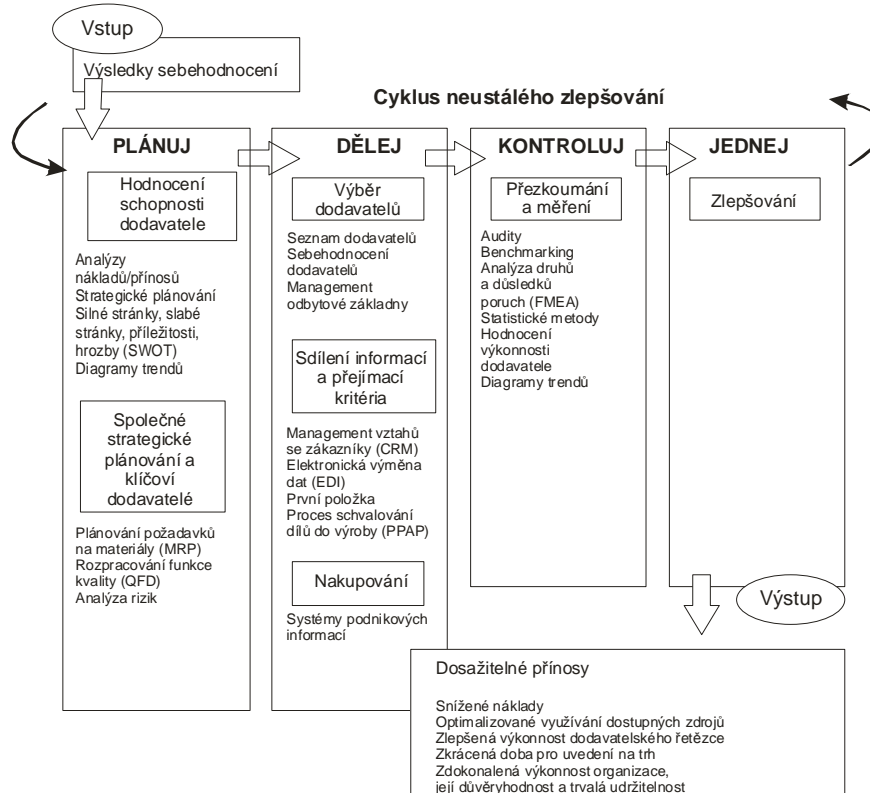 Vstup
Výsledky sebehodnocení
Cyklus neustálého zlepšování
PLÁNUJ
Hodnocení
schopnosti
dodavatele
Analýzy
nákladů/přínosů
Strategické plánování
Silné stránky, slabé
stránky, příležitosti,
hrozby (SWOT)
Diagramy trendů
Společné
strategické
plánování a
klíčoví
dodavatelé
Plánování požadavků
na materiály (MRP)
Rozpracování funkce
kvality (QFD)
Analýza rizik
DĚLEJ
Výběr
dodavatelů
Seznam dodavatelů
Sebehodnocení
dodavatelů
Management
odbytové základny
Sdílení informací
a přejímací
kritéria
Management vztahů
se zákazníky (CRM)
Elektronická výměna
dat (EDI)
První položka
Proces schvalování
dílů do výroby (PPAP)
Nakupování
Systémy podnikových
informací
KONTROLUJ
Přezkoumání
a měření
Audity
Benchmarking
Analýza druhů
a důsledků
poruch (FMEA)
Statistické metody
Hodnocení
výkonnosti
dodavatele
Diagramy trendů
JEDNEJ
Zlepšování
Výstup
Dosažitelné přínosy
Snížené náklady
Optimalizované využívání dostupných zdrojů
Zlepšená výkonnost dodavatelského řetězce
Zkrácená doba pro uvedení na trh
Zdokonalená výkonnost organizace,
její důvěryhodnost a trvalá udržitelnost